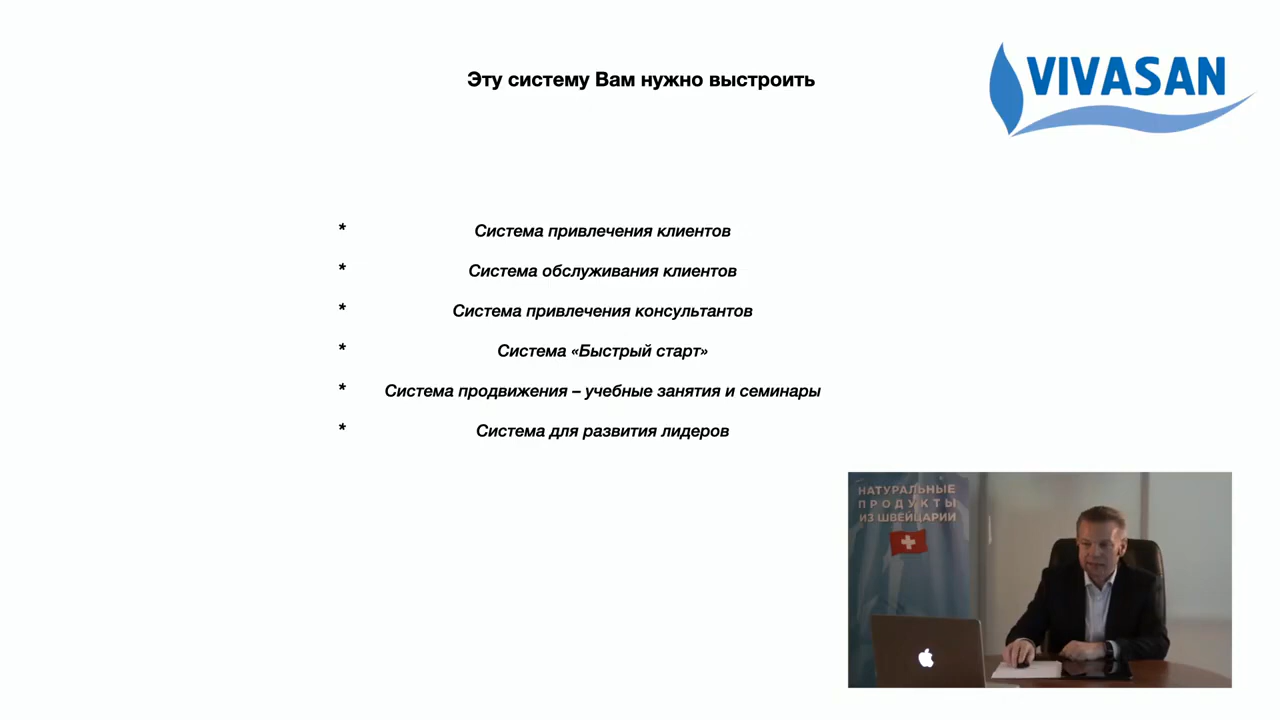 Эту систему Вам нужно выстроить
VIVASAN
* Система привлечения клиентов
* Система обслуживания клиентов
* Система привлечения консультантов
* Система «Быстрый старт»
* Система продвижения – учебные занятия и семинары
* Система для развития лидеров
НАТУРАЛЬНЫЕ
ПРОДУКТЫ
ИЗ ШВЕЙЦАРИИ